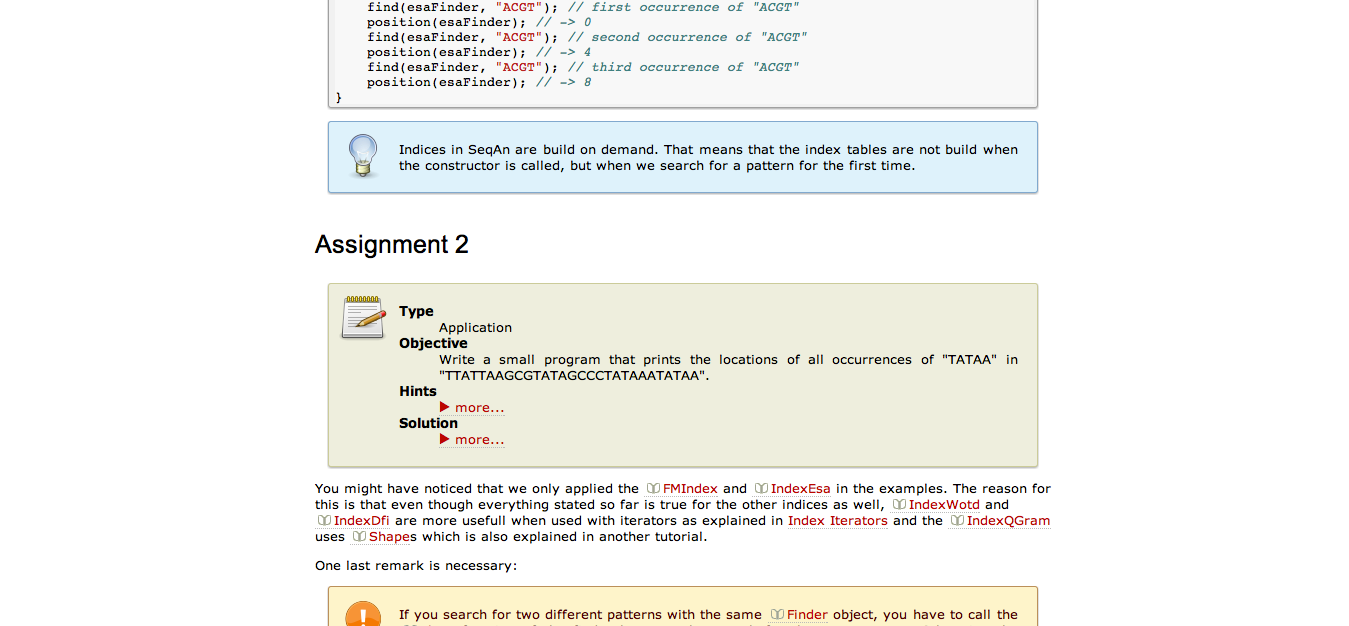 find(esaFinder, "ACGT"); // first occurrence of "ACGT"
position(esaFinder); // -> 0
find(esaFinder, "ACGT"); // second occurrence of "ACGT"
position(esaFinder); // -> 4
find(esaFinder, "ACGT"); // third occurrence of "ACGT"
position(esaFinder); // -> 8
}
Indices in SeqAn are build on demand. That means that the index tables are not build when
the constructor is called, but when we search for a pattern for the first time.
Assignment 2
Type
Application
Objective
Write a small program that prints the locations of all occurrences of "TATAA" in
"TTATTAAGCGTATAGCCCTATAAATATAA".
Hints
▶ more...
Solution
▶ more...
You might have noticed that we only applied the FMIndex and IndexEsa in the examples. The reason for
this is that even though everything stated so far is true for the other indices as well, IndexWotd and
IndexDfi are more usefull when used with iterators as explained in Index Iterators and the IndexQGram
uses Shapes which is also explained in another tutorial.
One last remark is necessary:
If you search for two different patterns with the same Finder object, you have to call the